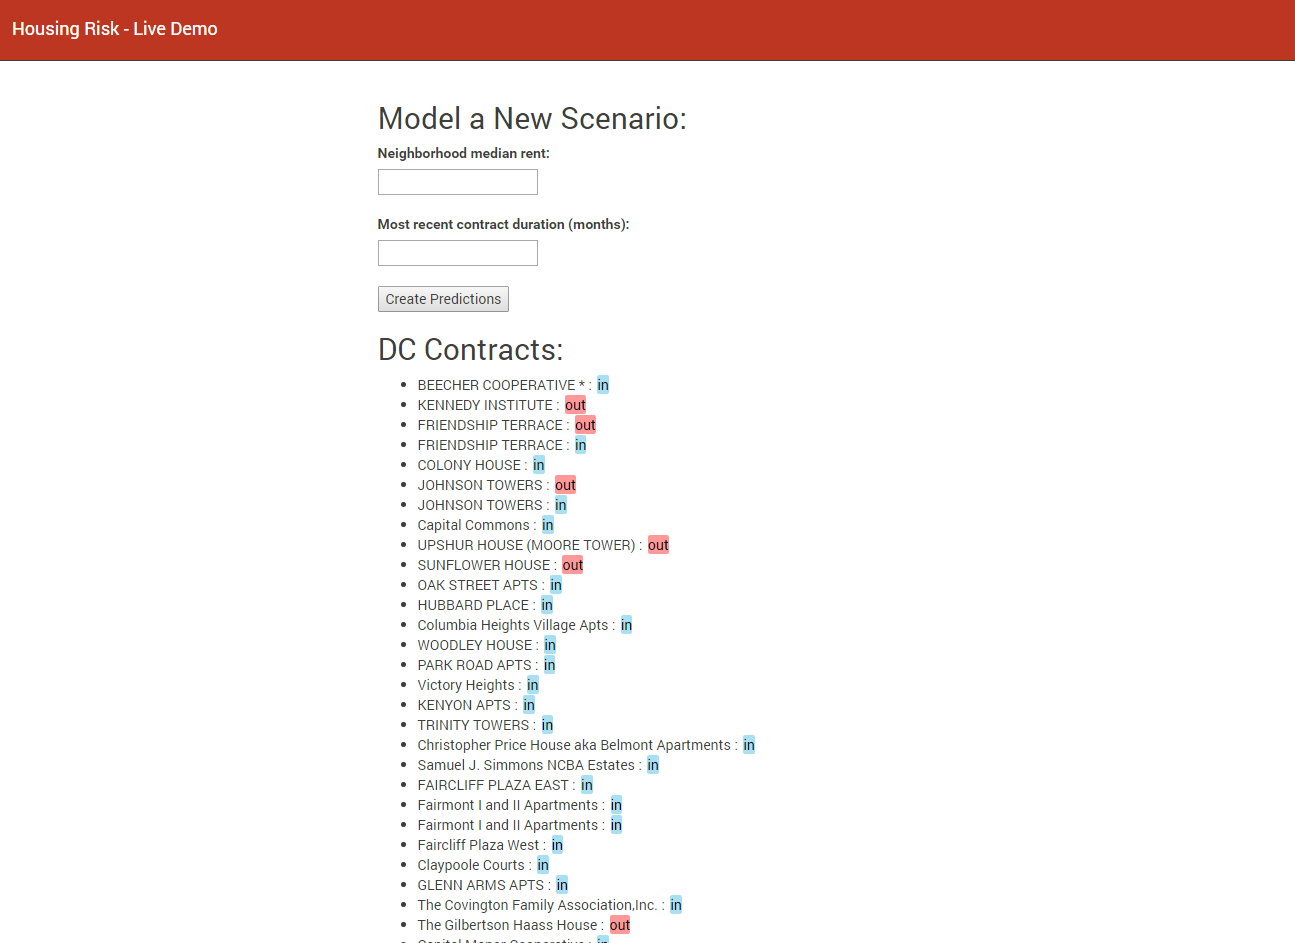 Housing Risk - Live Demo
Model a New Scenario:
Neighborhood median rent:
Most recent contract duration (months):
Create Predictions
DC Contracts:
BEECHER COOPERATIVE * : in
KENNEDY INSTITUTE : out
FRIENDSHIP TERRACE : out
FRIENDSHIP TERRACE : in
COLONY HOUSE : in
JOHNSON TOWERS : out
JOHNSON TOWERS : in
Capital Commons : in
UPSHUR HOUSE (MOORE TOWER) : out
SUNFLOWER HOUSE : out
OAK STREET APTS : in
HUBBARD PLACE : in
Columbia Heights Village Apts : in
WOODLEY HOUSE : in
PARK ROAD APTS : in
Victory Heights : in
KENYON APTS : in
TRINITY TOWERS : in
Christopher Price House aka Belmont Apartments : in
Samuel J. Simmons NCBA Estates : in
FAIRCLIFF PLAZA EAST : in
Fairmont I and II Apartments : in
Fairmont I and II Apartments : in
Faircliff Plaza West : in
Claypoole Courts : in
GLENN ARMS APTS : in
The Covington Family Association,Inc. : in
The Gilbertson Haass House : out
Capital Manor Cooperative : in